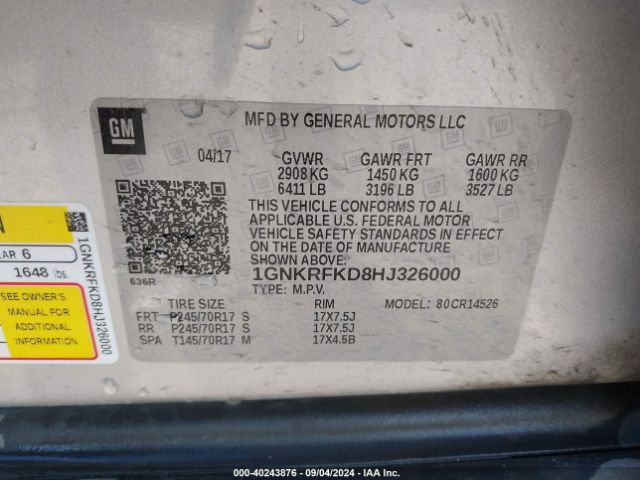 GM
MFD BY GENERAL MOTORS LLC
04/17
GVWR GAWR FRT GAWR RR
2908 KG 1450 KG 1600 KG
6411 LB 3196 LB 3527 LB
THIS VEHICLE CONFORMS TO ALL
APPLICABLE U.S. FEDERAL MOTOR
VEHICLE SAFETY STANDARDS IN EFFECT
ON THE DATE OF MANUFACTURE
SHOWN ABOVE.
1GNKRFKD8HJ326000
TYPE: M.P.V.
636R
TIRE SIZE RIM MODEL: 80CR14526
FRT P245/70R17 S 17X7.5J
RR P245/70R17 S 17X7.5J
SPA T145/70R17 M 17X4.5B
N
AR 6
1648 lbs.
SEE OWNER'S
MANUAL FOR
ADDITIONAL
INFORMATION
1GNKRFKD8HJ326000
000-40243876 - 09/04/2024 - IAA Inc.